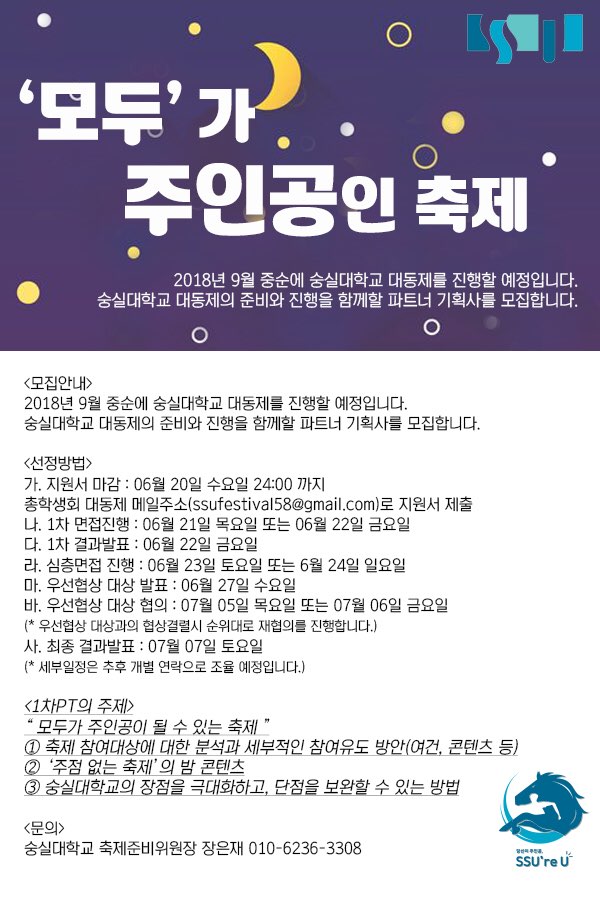 ‘모두’가
주인공인 축제
2018년 9월 중순에 숭실대학교 대동제를 진행할 예정입니다.
숭실대학교 대동제의 준비와 진행을 함께할 파트너 기획사를 모집합니다.
<모집안내>
2018년 9월 중순에 숭실대학교 대동제를 진행할 예정입니다.
숭실대학교 대동제의 준비와 진행을 함께할 파트너 기획사를 모집합니다.
<선정방법>
가. 지원서 마감 : 06월 20일 수요일 24:00 까지
총학생회 대동제 메일주소(ssufestival58@gmail.com)로 지원서 제출
나. 1차 면접진행 : 06월 21일 목요일 또는 06월 22일 금요일
다. 1차 결과발표 : 06월 22일 금요일
라. 심층면접 진행 : 06월 23일 토요일 또는 6월 24일 일요일
마. 우선협상 대상 발표 : 06월 27일 수요일
바. 우선협상 대상 협의 : 07월 05일 목요일 또는 07월 06일 금요일
(* 우선협상 대상과의 협상결렬시 순위대로 재협의를 진행합니다.)
사. 최종 결과발표 : 07월 07일 토요일
(* 세부일정은 추후 개별 연락으로 조율 예정입니다.)
<1차PT의 주제>
“ 모두가 주인공이 될 수 있는 축제 ”
① 축제 참여대상에 대한 분석과 세부적인 참여유도 방안(여건, 콘텐츠 등)
② ‘주점 없는 축제’의 밤 콘텐츠
③ 숭실대학교의 장점을 극대화하고, 단점을 보완할 수 있는 방법
<문의>
숭실대학교 축제준비위원장 장은재 010-6236-3308
당신이 주인공,
SSU're U